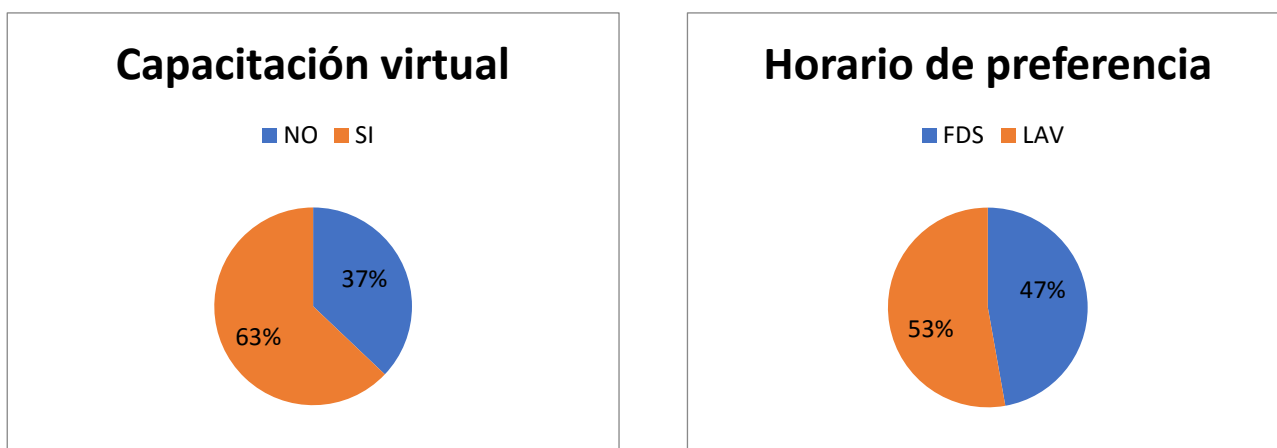 Capacitación virtual
NO SI
37%
63%
Horario de preferencia
FDS LAV
47%
53%